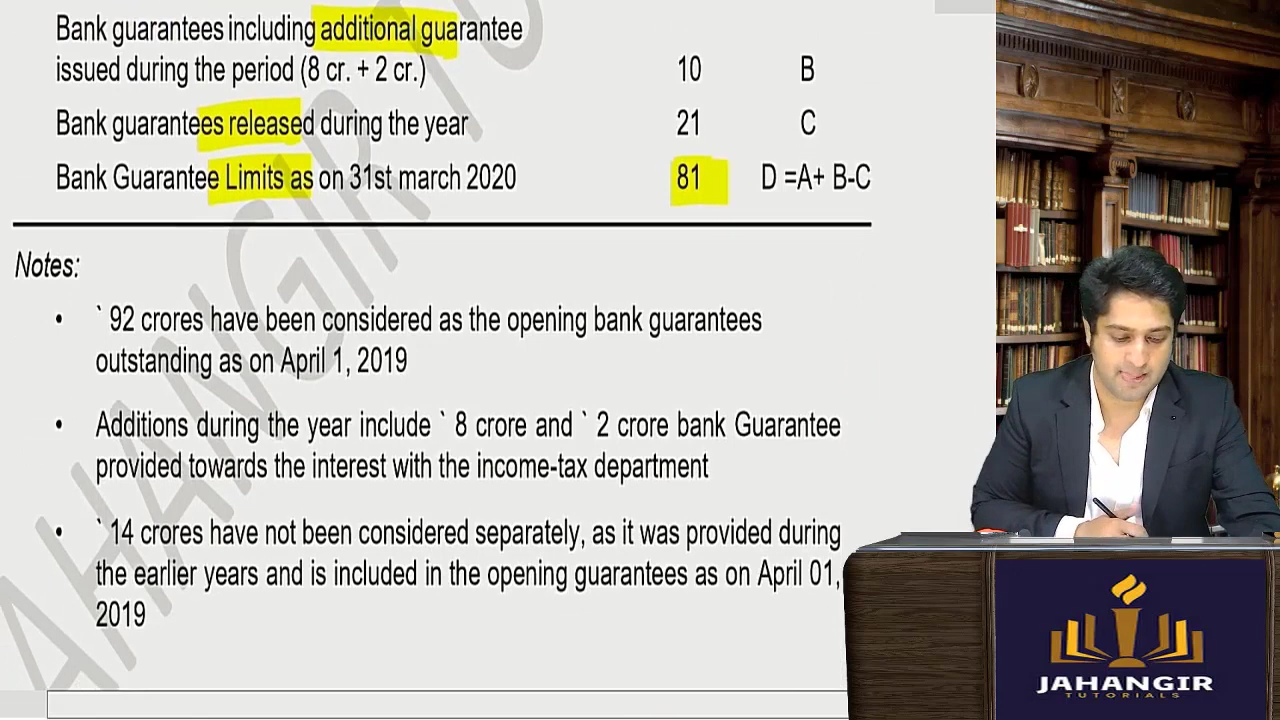 Bank guarantees including additional guarantee
issued during the period (8 cr. + 2 cr.) 10 B
Bank guarantees released during the year 21 C
Bank Guarantee Limits as on 31st march 2020 81 D =A+ B-C
Notes:
• ` 92 crores have been considered as the opening bank guarantees
outstanding as on April 1, 2019
• Additions during the year include ` 8 crore and ` 2 crore bank Guarantee
provided towards the interest with the income-tax department
• ` 14 crores have not been considered separately, as it was provided during
the earlier years and is included in the opening guarantees as on April 01,
2019
JAHANGIR
TUTORIALS